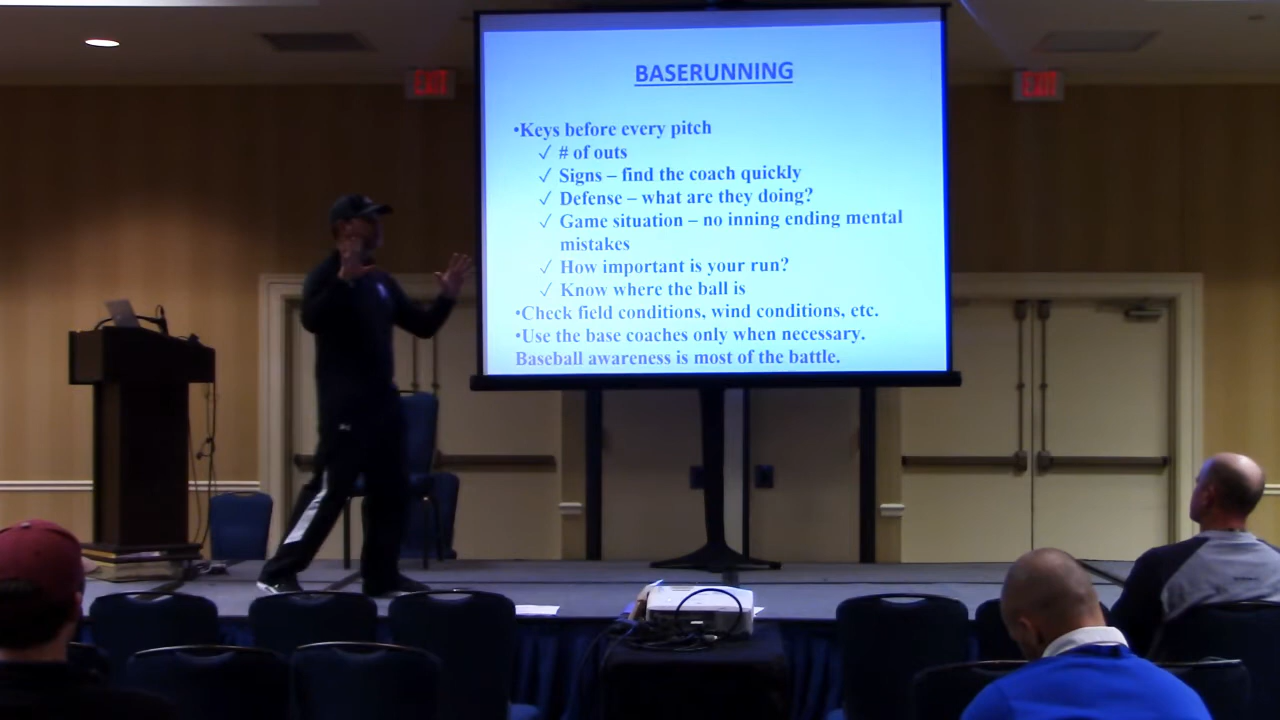 EXIT
EXIT
BASERUNNING
•Keys before every pitch
✓ # of outs
✓ Signs – find the coach quickly
✓ Defense – what are they doing?
✓ Game situation – no inning ending mental
mistakes
✓ How important is your run?
✓ Know where the ball is
•Check field conditions, wind conditions, etc.
•Use the base coaches only when necessary.
Baseball awareness is most of the battle.